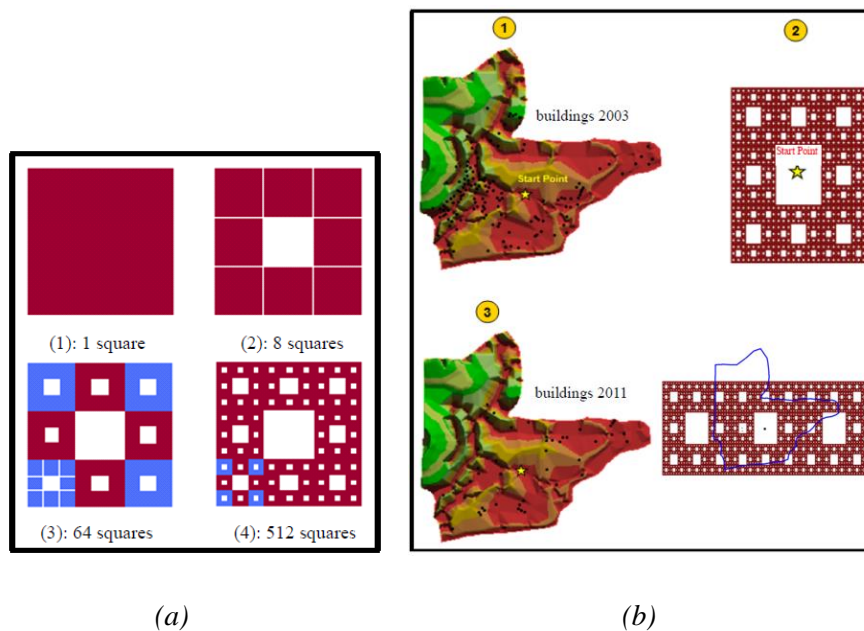 1
2
buildings 2003
Start Point
Start Point
(1): 1 square
(2): 8 squares
3
buildings 2011
(3): 64 squares
(4): 512 squares
(a)
(b)